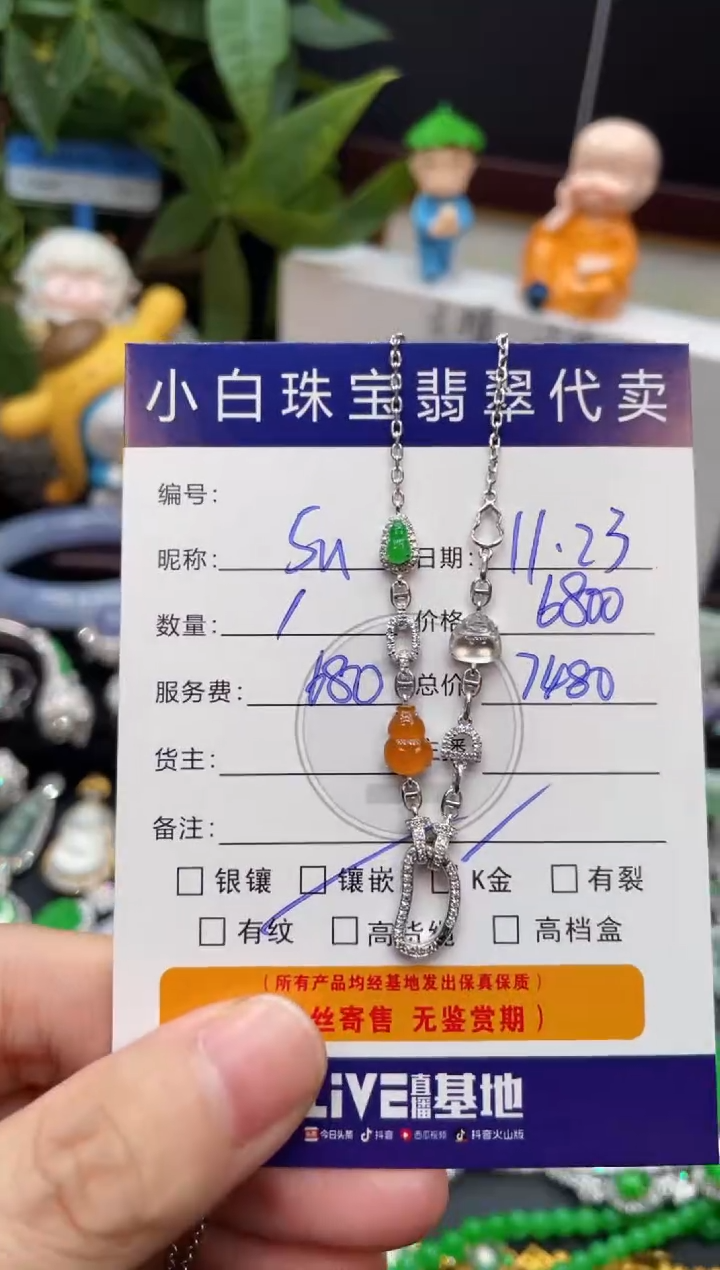 小白珠宝翡翠代卖
编号:
昵称: Su 日期: 11.23
数量: 1 价格 6800
服务费: 680 总价 7480
货主:
备注:
银镶 镶嵌 K金 有裂
有纹 高货绳 高档盒
(所有产品均经基地发出保真保质)
丝寄售 无鉴赏期)
LIVE直播基地
今日头条 抖音 西瓜视频 抖音火山版